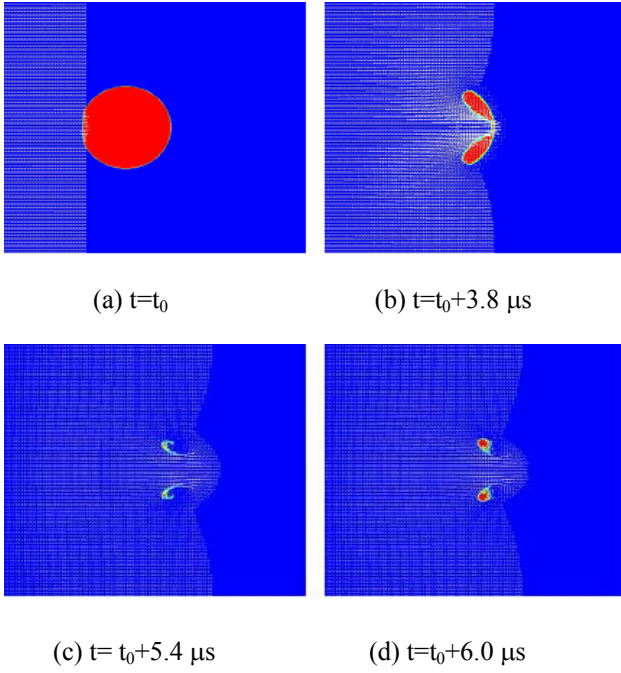 (a) t=t₀
(b) t=t₀+3.8 μs
(c) t= t₀+5.4 μs
(d) t=t₀+6.0 μs